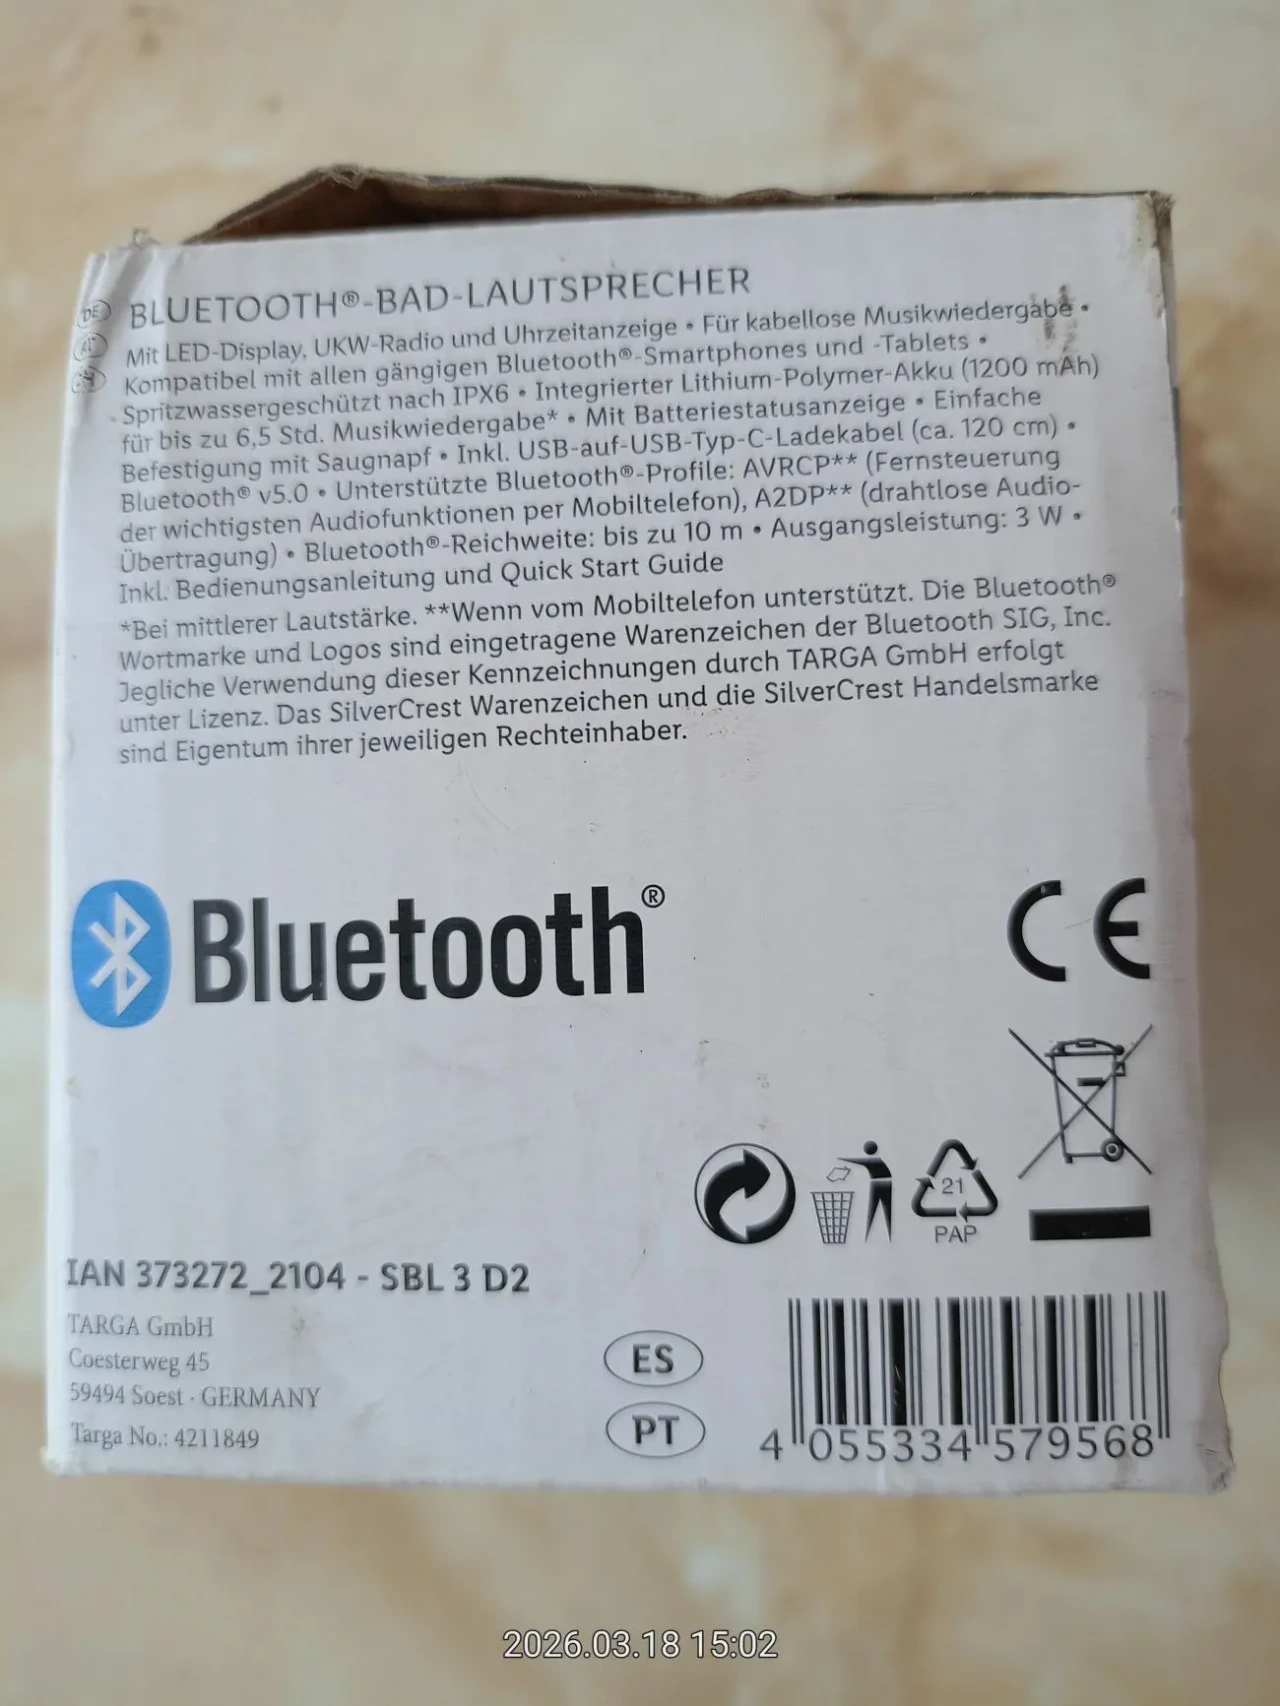 DE
BLUETOOTH®-BAD-LAUTSPRECHER
AT
Mit LED-Display, UKW-Radio und Uhrzeitanzeige • Für kabellose Musikwiedergabe •
CH
Kompatibel mit allen gängigen Bluetooth®-Smartphones und -Tablets •
Spritzwassergeschützt nach IPX6 • Integrierter Lithium-Polymer-Akku (1200 mAh)
für bis zu 6,5 Std. Musikwiedergabe* • Mit Batteriestatusanzeige • Einfache
Befestigung mit Saugnapf • Inkl. USB-auf-USB-Typ-C-Ladekabel (ca. 120 cm) •
Bluetooth® v5.0 • Unterstützte Bluetooth®-Profile: AVRCP** (Fernsteuerung
der wichtigsten Audiofunktionen per Mobiltelefon), A2DP** (drahtlose Audio-
Übertragung) • Bluetooth®-Reichweite: bis zu 10 m • Ausgangsleistung: 3 W •
Inkl. Bedienungsanleitung und Quick Start Guide
*Bei mittlerer Lautstärke. **Wenn vom Mobiltelefon unterstützt. Die Bluetooth®
Wortmarke und Logos sind eingetragene Warenzeichen der Bluetooth SIG, Inc.
Jegliche Verwendung dieser Kennzeichnungen durch TARGA GmbH erfolgt
unter Lizenz. Das SilverCrest Warenzeichen und die SilverCrest Handelsmarke
sind Eigentum ihrer jeweiligen Rechteinhaber.
Bluetooth®
CE
21
PAP
IAN 373272_2104 - SBL 3 D2
TARGA GmbH
Coesterweg 45
59494 Soest · GERMANY
Targa No.: 4211849
ES
PT
4 055334 579568
2026.03.18 15:02